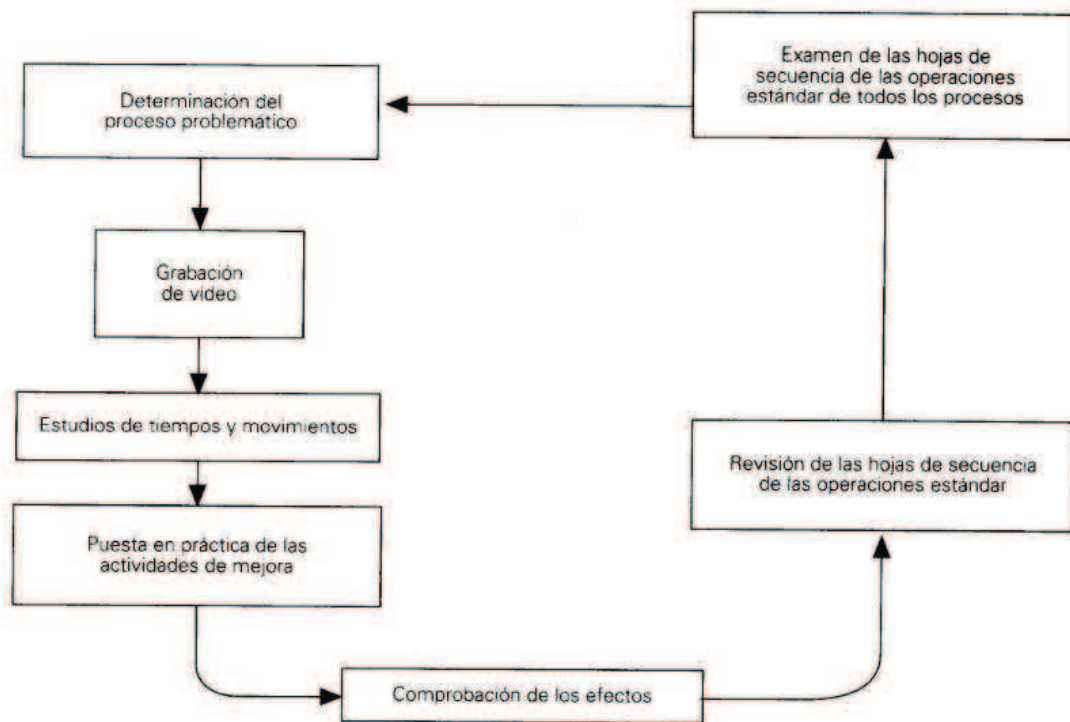 Examen de las hojas de
secuencia de las operaciones
estándar de todos los procesos
Determinación del
proceso problemático
Grabación
de vídeo
Estudios de tiempos y movimientos
Puesta en práctica de las
actividades de mejora
Comprobación de los efectos
Revisión de las hojas de secuencia
de las operaciones estándar